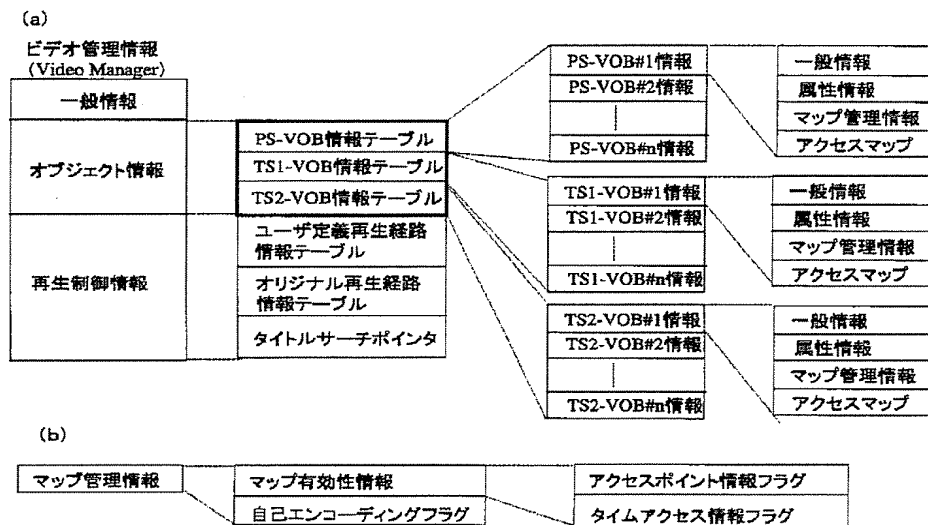 (a)
ビデオ管理情報
(Video Manager)
一般情報
オブジェクト情報
再生制御情報
PS-VOB情報テーブル
TS1-VOB情報テーブル
TS2-VOB情報テーブル
ユーザ定義再生経路
情報テーブル
オリジナル再生経路
情報テーブル
タイトルサーチポインタ
PS-VOB#1情報
PS-VOB#2情報
PS-VOB#n情報
一般情報
属性情報
マップ管理情報
アクセスマップ
TS1-VOB#1情報
TS1-VOB#2情報
TS1-VOB#n情報
一般情報
属性情報
マップ管理情報
アクセスマップ
TS2-VOB#1情報
TS2-VOB#2情報
TS2-VOB#n情報
一般情報
属性情報
マップ管理情報
アクセスマップ
(b)
マップ管理情報
マップ有効性情報
自己エンコーディングフラグ
アクセスポイント情報フラグ
タイムアクセス情報フラグ